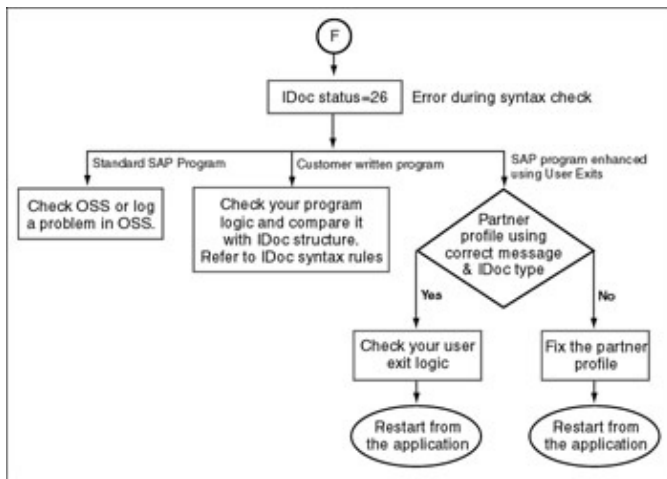 F
IDoc status=26
Error during syntax check
Standard SAP Program
Customer written program
SAP program enhanced
using User Exits
Check OSS or log
a problem in OSS.
Check your program
logic and compare it
with IDoc structure.
Refer to IDoc syntax rules
Partner
profile using
correct message
& IDoc type
Yes
No
Check your user
exit logic
Fix the partner
profile
Restart from
the application
Restart from
the application